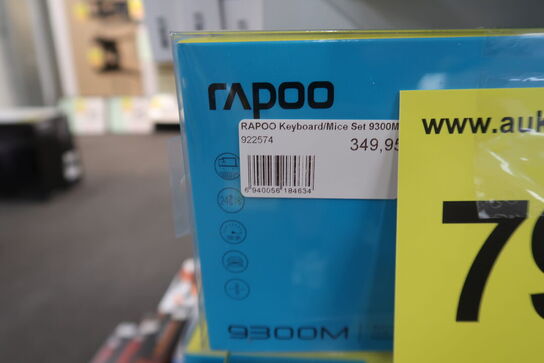 rapoo
RAPOO Keyboard/Mice Set 9300M
922574
349,95
6 940056 184634
www.auk
79
9300M